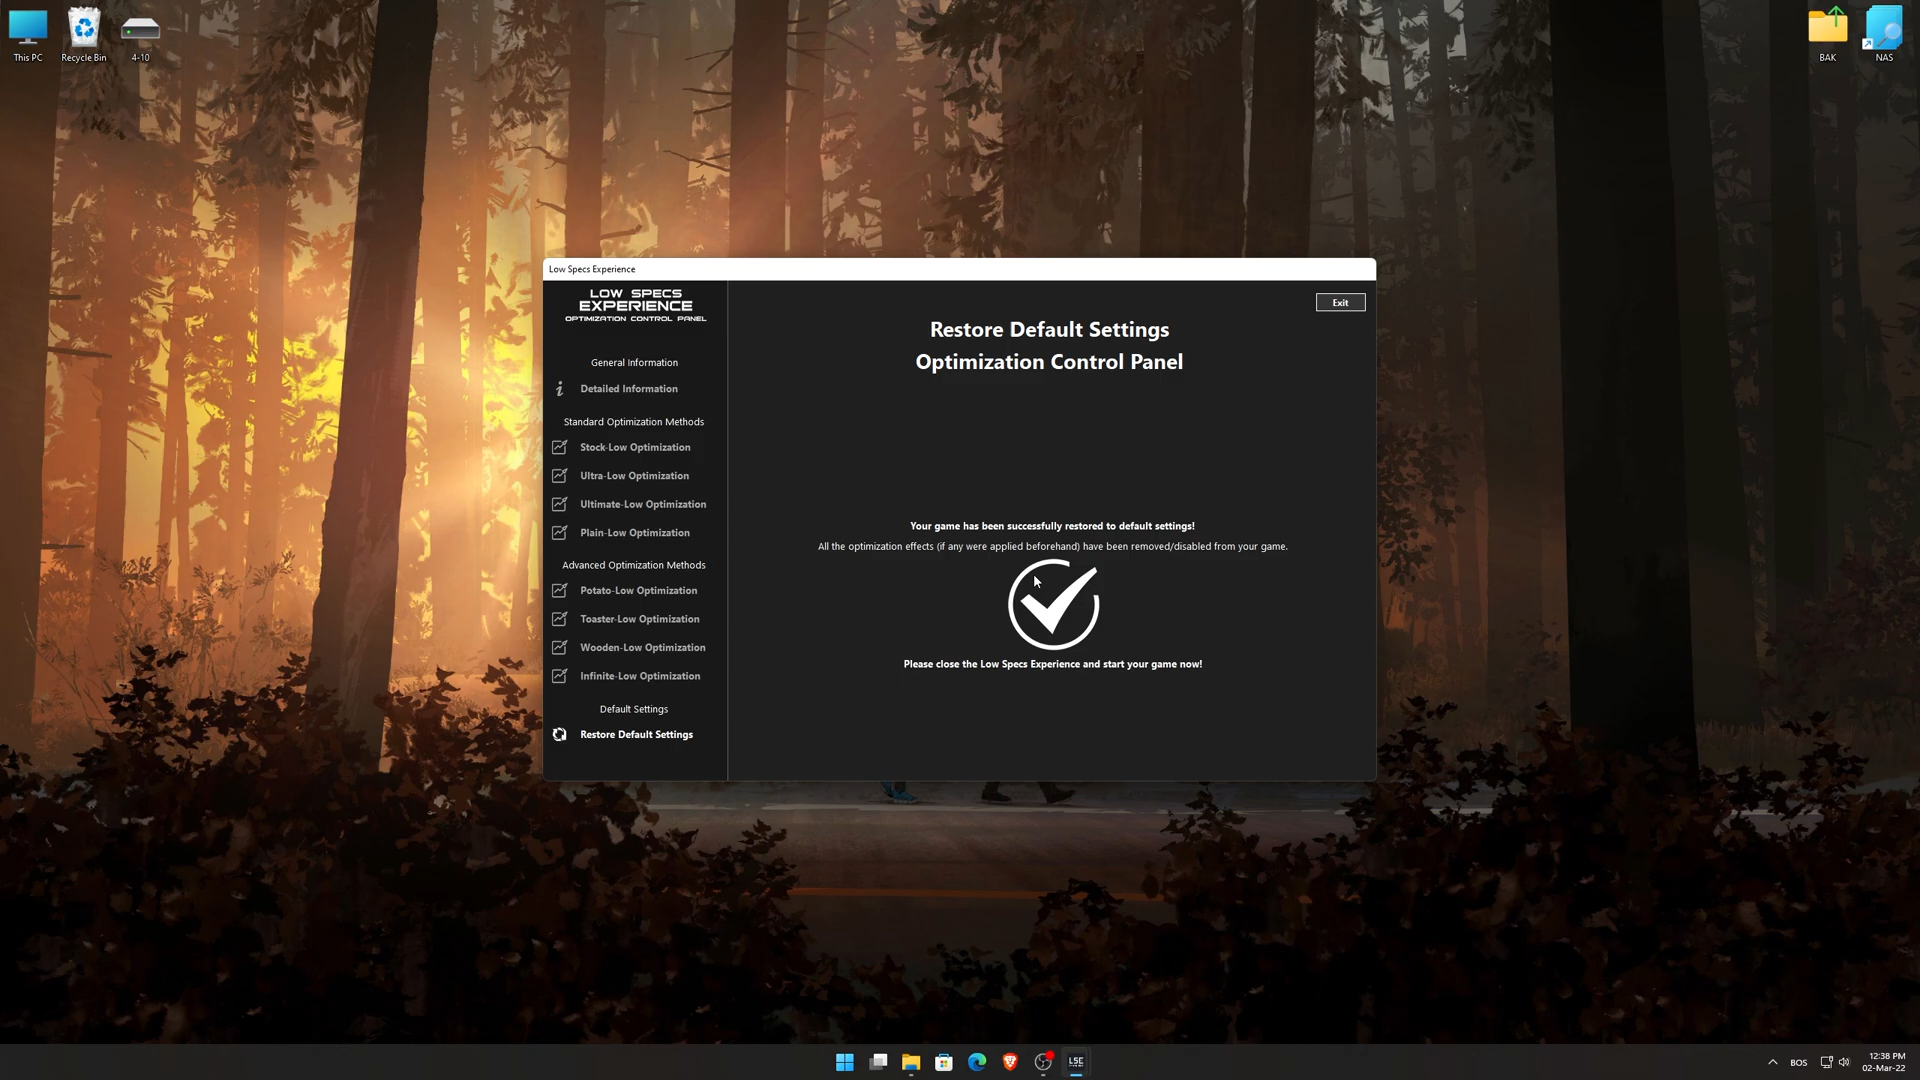 This PC
Recycle Bin
4-10
BAK
NAS
Low Specs Experience
LOW SPECS
EXPERIENCE
OPTIMIZATION CONTROL PANEL
General Information
Detailed Information
Standard Optimization Methods
Stock-Low Optimization
Ultra-Low Optimization
Ultimate-Low Optimization
Plain-Low Optimization
Advanced Optimization Methods
Potato-Low Optimization
Toaster-Low Optimization
Wooden-Low Optimization
Infinite-Low Optimization
Default Settings
Restore Default Settings
Exit
Restore Default Settings
Optimization Control Panel
Your game has been successfully restored to default settings!
All the optimization effects (if any were applied beforehand) have been removed/disabled from your game.
Please close the Low Specs Experience and start your game now!
LSE
BOS
12:38 PM
02-Mar-22